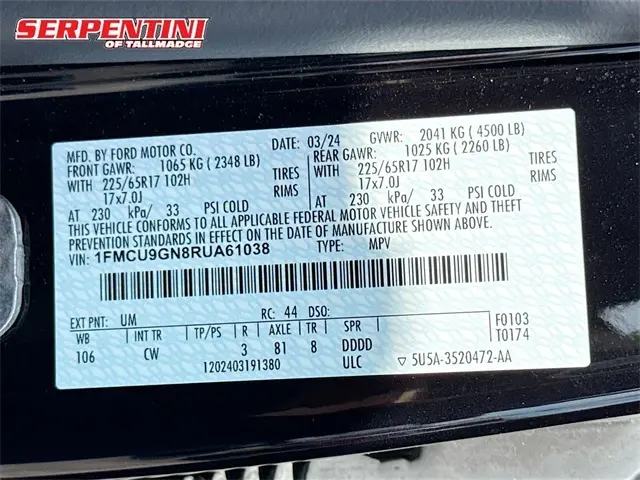 SERPENTINI
OF TALLMADGE
MFD. BY FORD MOTOR CO.
DATE: 03/24 GVWR: 2041 KG ( 4500 LB)
FRONT GAWR: 1065 KG ( 2348 LB) REAR GAWR: 1025 KG ( 2260 LB)
WITH 225/65R17 102H TIRES WITH 225/65R17 102H TIRES
17x7.0J RIMS 17x7.0J RIMS
AT 230 kPa/ 33 PSI COLD AT 230 kPa/ 33 PSI COLD
THIS VEHICLE CONFORMS TO ALL APPLICABLE FEDERAL MOTOR VEHICLE SAFETY AND THEFT
PREVENTION STANDARDS IN EFFECT ON THE DATE OF MANUFACTURE SHOWN ABOVE.
VIN: 1FMCU9GN8RUA61038 TYPE: MPV
EXT PNT: UM RC: 44 DSO: F0103
WB INT TR TP/PS R AX TR SPR T0174
106 CW 3 81 8 DDDD
1202403191380 ULC ▽ 5U5A-3520472-AA